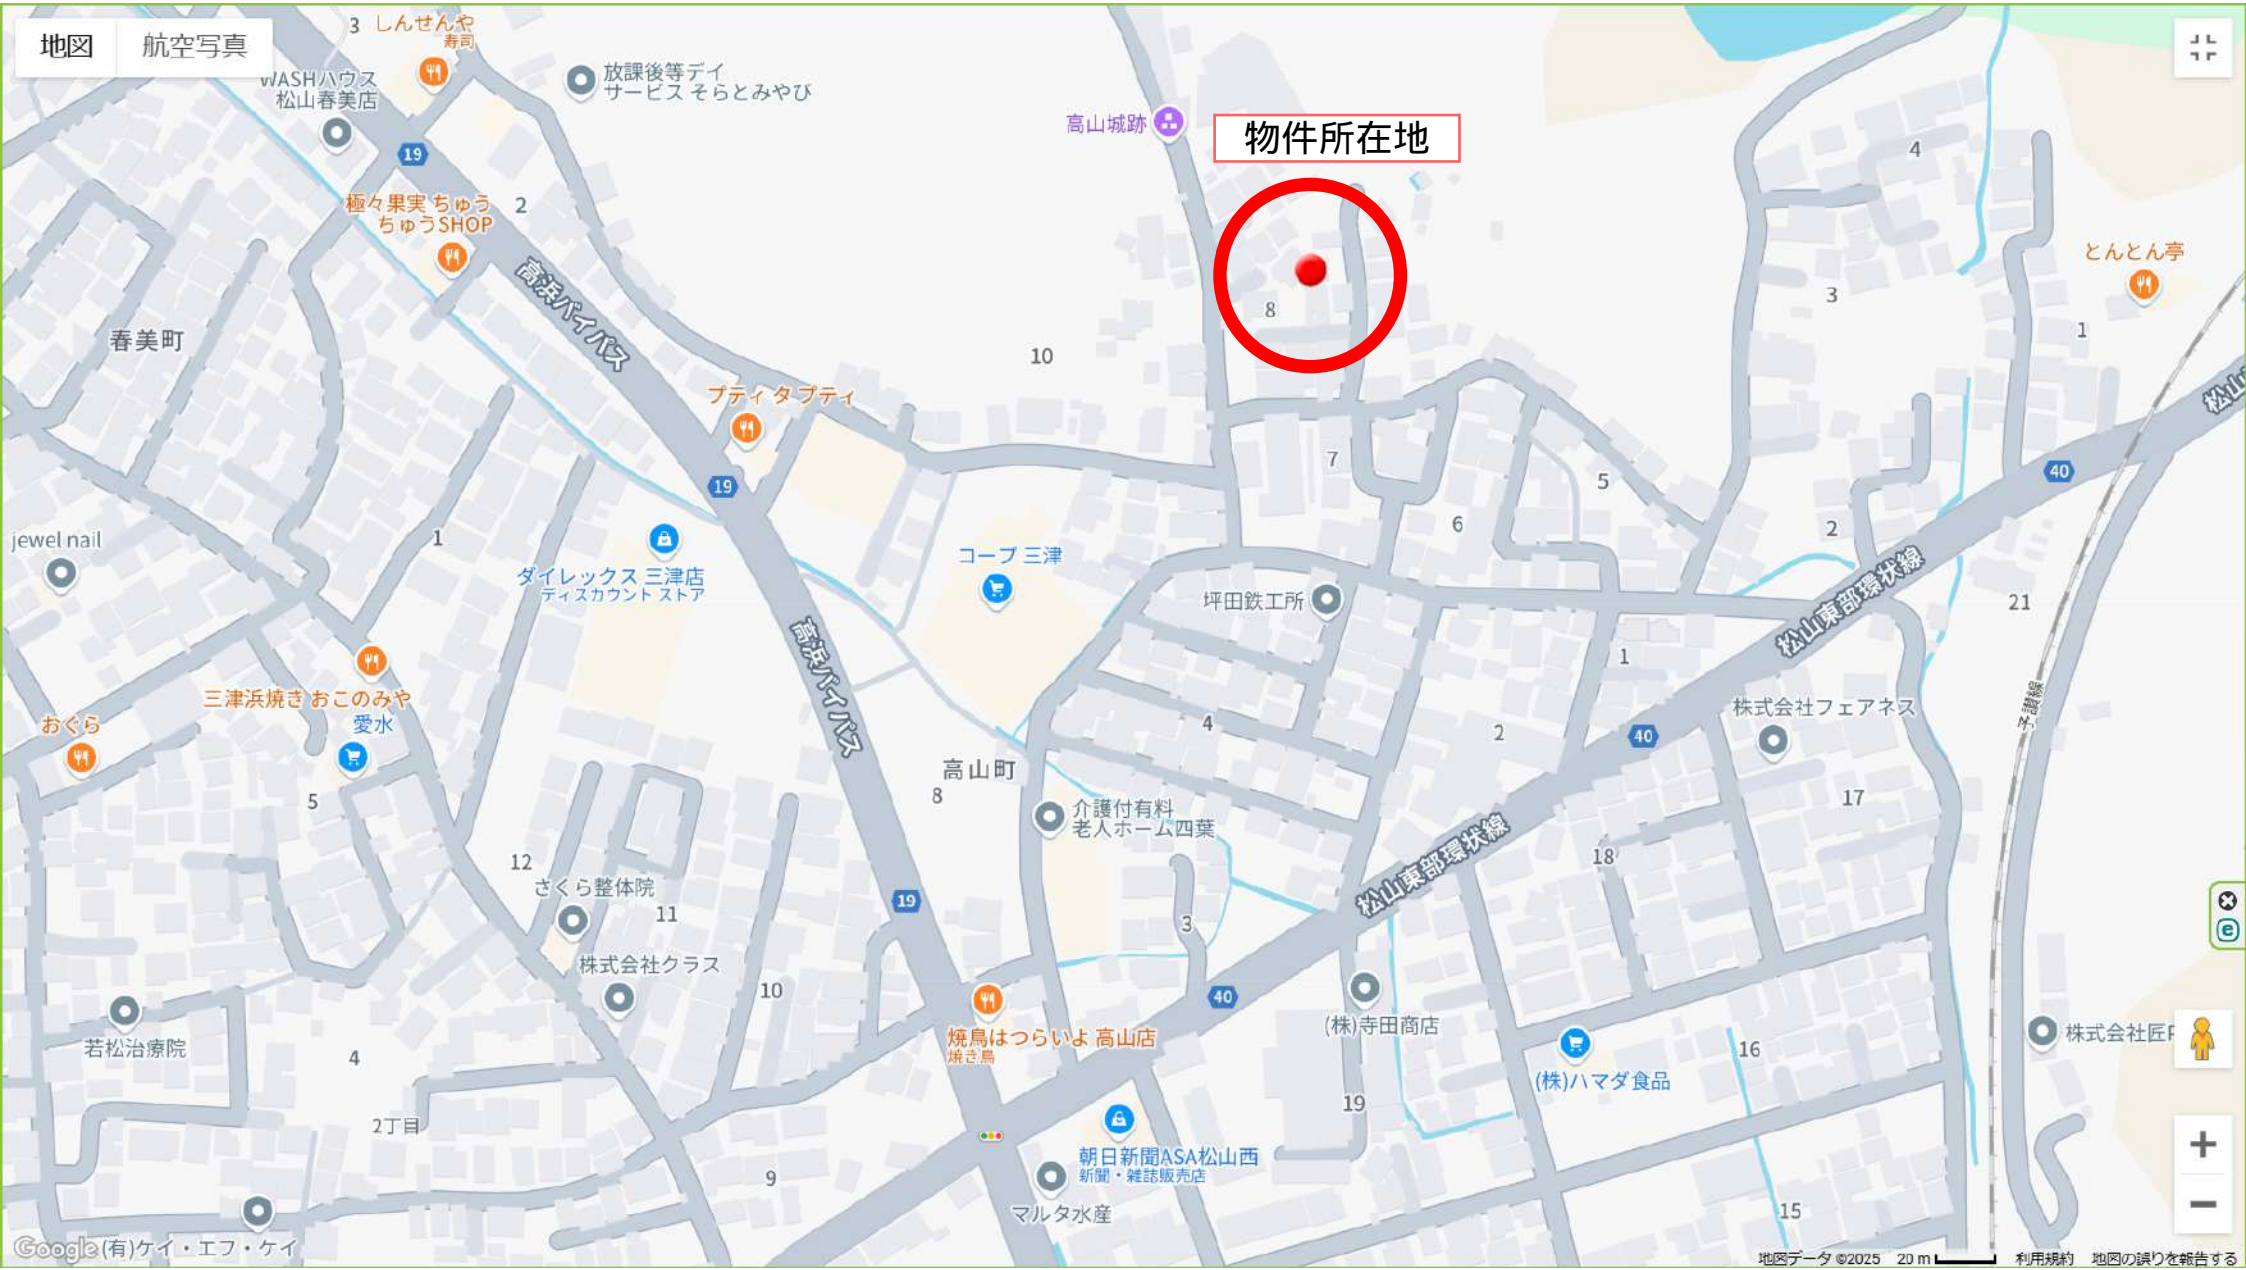 地図
航空写真
3
しんせんや
寿司
WASHハウス
松山春美店
放課後等デイ
サービス そらとみやび
高山城跡
物件所在地
19
4
極々果実 ちゅう
ちゅうSHOP
2
とんとん亭
高浜バイパス
8
3
1
春美町
10
プティ タ プティ
7
40
19
5
6
2
jewel nail
1
コープ 三津
ダイレックス 三津店
ディスカウント ストア
坪田鉄工所
21
松山東部環状線
高浜バイパス
1
三津浜焼き おこのみや
愛水
おぐら
株式会社フェアネス
予讃線
4
2
40
高山町
8
5
介護付有料
老人ホーム四葉
17
松山東部環状線
18
12
さくら整体院
11
19
3
株式会社クラス
10
40
若松治療院
焼鳥はつらいよ 高山店
焼き鳥
(株)寺田商店
株式会社匠
4
16
(株)ハマダ食品
19
2丁目
朝日新聞ASA松山西
新聞・雑誌販売店
9
マルタ水産
15
Google
(有)ケイ・エフ・ケイ
地図データ ©2025
20 m
利用規約
地図の誤りを報告する